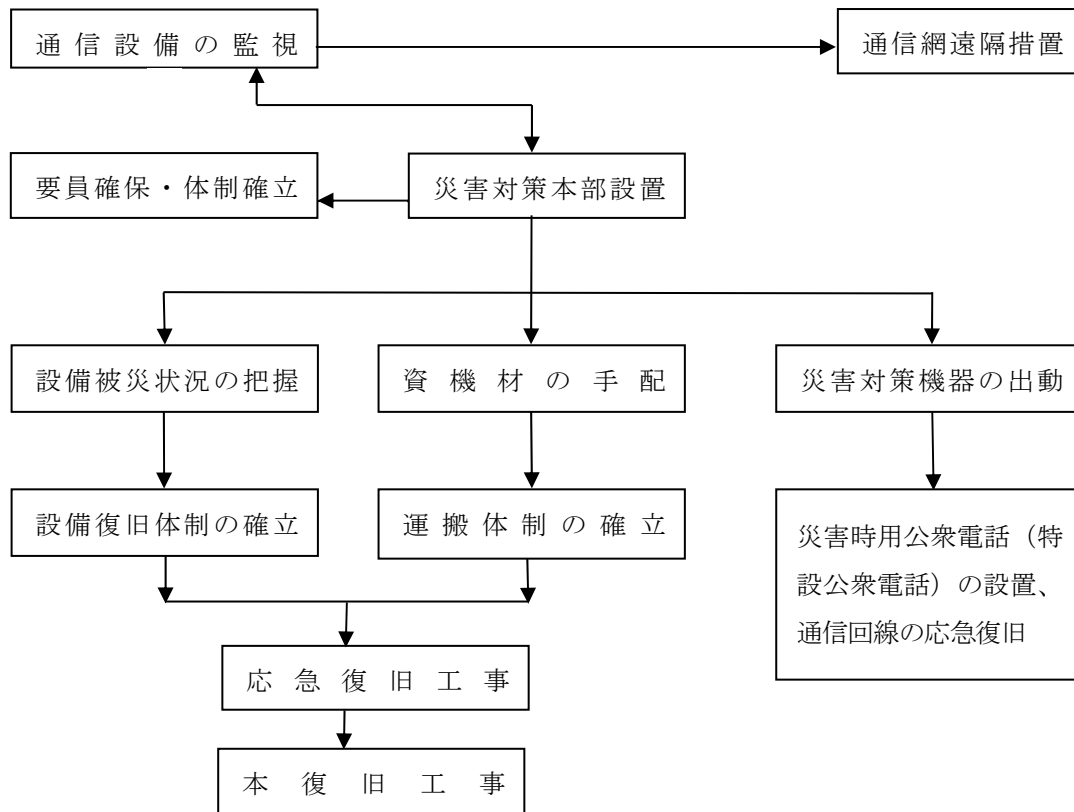 通信設備の監視
通信網遠隔措置
要員確保・体制確立
災害対策本部設置
設備被災状況の把握
資機材の手配
災害対策機器の出動
設備復旧体制の確立
運搬体制の確立
災害時用公衆電話（特
設公衆電話）の設置、
通信回線の応急復旧
応急復旧工事
本復旧工事